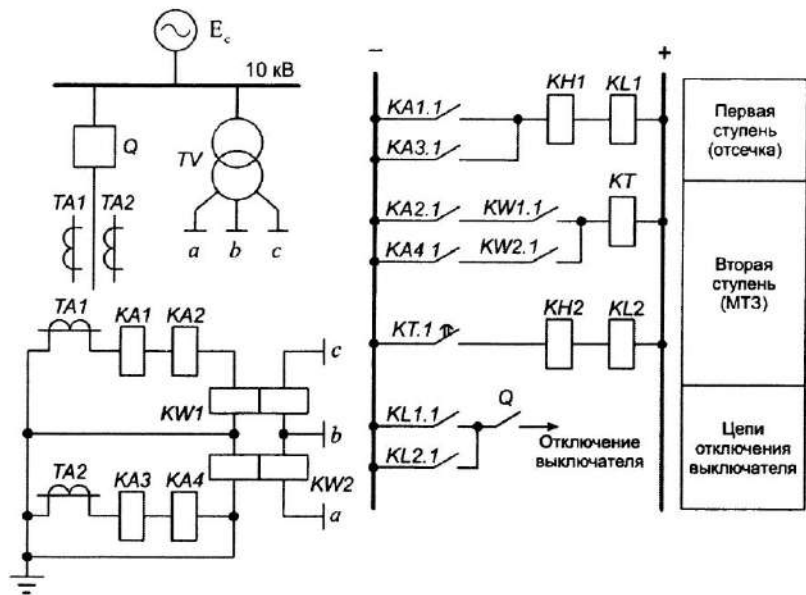 E_c
10 кВ
Q
TV
TA1 TA2
a b c
TA1 KA1 KA2
c
KW1
b
TA2 KA3 KA4
KW2
a
− +
KA1.1 KH1 KL1
KA3.1
KA2.1 KW1.1 KT
KA4.1 KW2.1
KT.1 KH2 KL2
KL1.1 Q
KL2.1
Отключение
выключателя
Первая
ступень
(отсечка)
Вторая
ступень
(МТЗ)
Цепи
отключения
выключателя